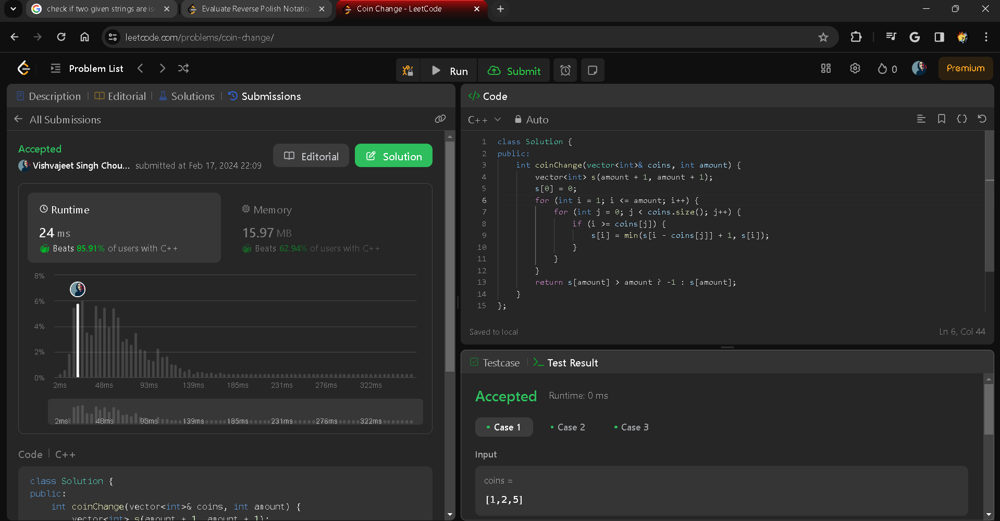 check if two given strings are is
Evaluate Reverse Polish Notatio
Coin Change - LeetCode
leetcode.com/problems/coin-change/
Problem List
Run
Submit
0
Premium
Description
Editorial
Solutions
Submissions
All Submissions
Accepted
Editorial
Solution
Vishvajeet Singh Chou... submitted at Feb 17, 2024 22:09
Runtime
24 ms
Beats 85.91% of users with C++
Memory
15.97 MB
Beats 62.94% of users with C++
8%
6%
4%
2%
0%
2ms 48ms 93ms 139ms 185ms 231ms 276ms 322ms
2ms 48ms 93ms 139ms 185ms 231ms 276ms 322ms
Code | C++
class Solution {
public:
int coinChange(vector<int>& coins, int amount) {
vector<int> s(amount + 1, amount + 1);
</> Code
C++
Auto
1 class Solution {
2 public:
3 int coinChange(vector<int>& coins, int amount) {
4 vector<int> s(amount + 1, amount + 1);
5 s[0] = 0;
6 for (int i = 1; i <= amount; i++) {
7 for (int j = 0; j < coins.size(); j++) {
8 if (i >= coins[j]) {
9 s[i] = min(s[i - coins[j]] + 1, s[i]);
10 }
11 }
12 }
13 return s[amount] > amount ? -1 : s[amount];
14 }
15 };
Saved to local
Ln 6, Col 44
Testcase
Test Result
Accepted
Runtime: 0 ms
Case 1
Case 2
Case 3
Input
coins =
[1,2,5]